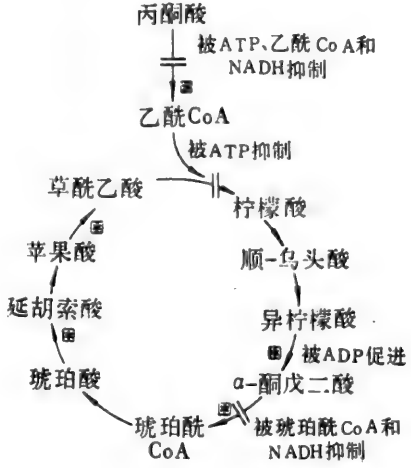 丙酮酸
被ATP、乙酰CoA和
NADH抑制
乙酰CoA
被ATP抑制
草酰乙酸
柠檬酸
苹果酸
顺-乌头酸
延胡索酸
异柠檬酸
被ADP促进
琥珀酸
α-酮戊二酸
琥珀酰
CoA
被琥珀酰CoA和
NADH抑制